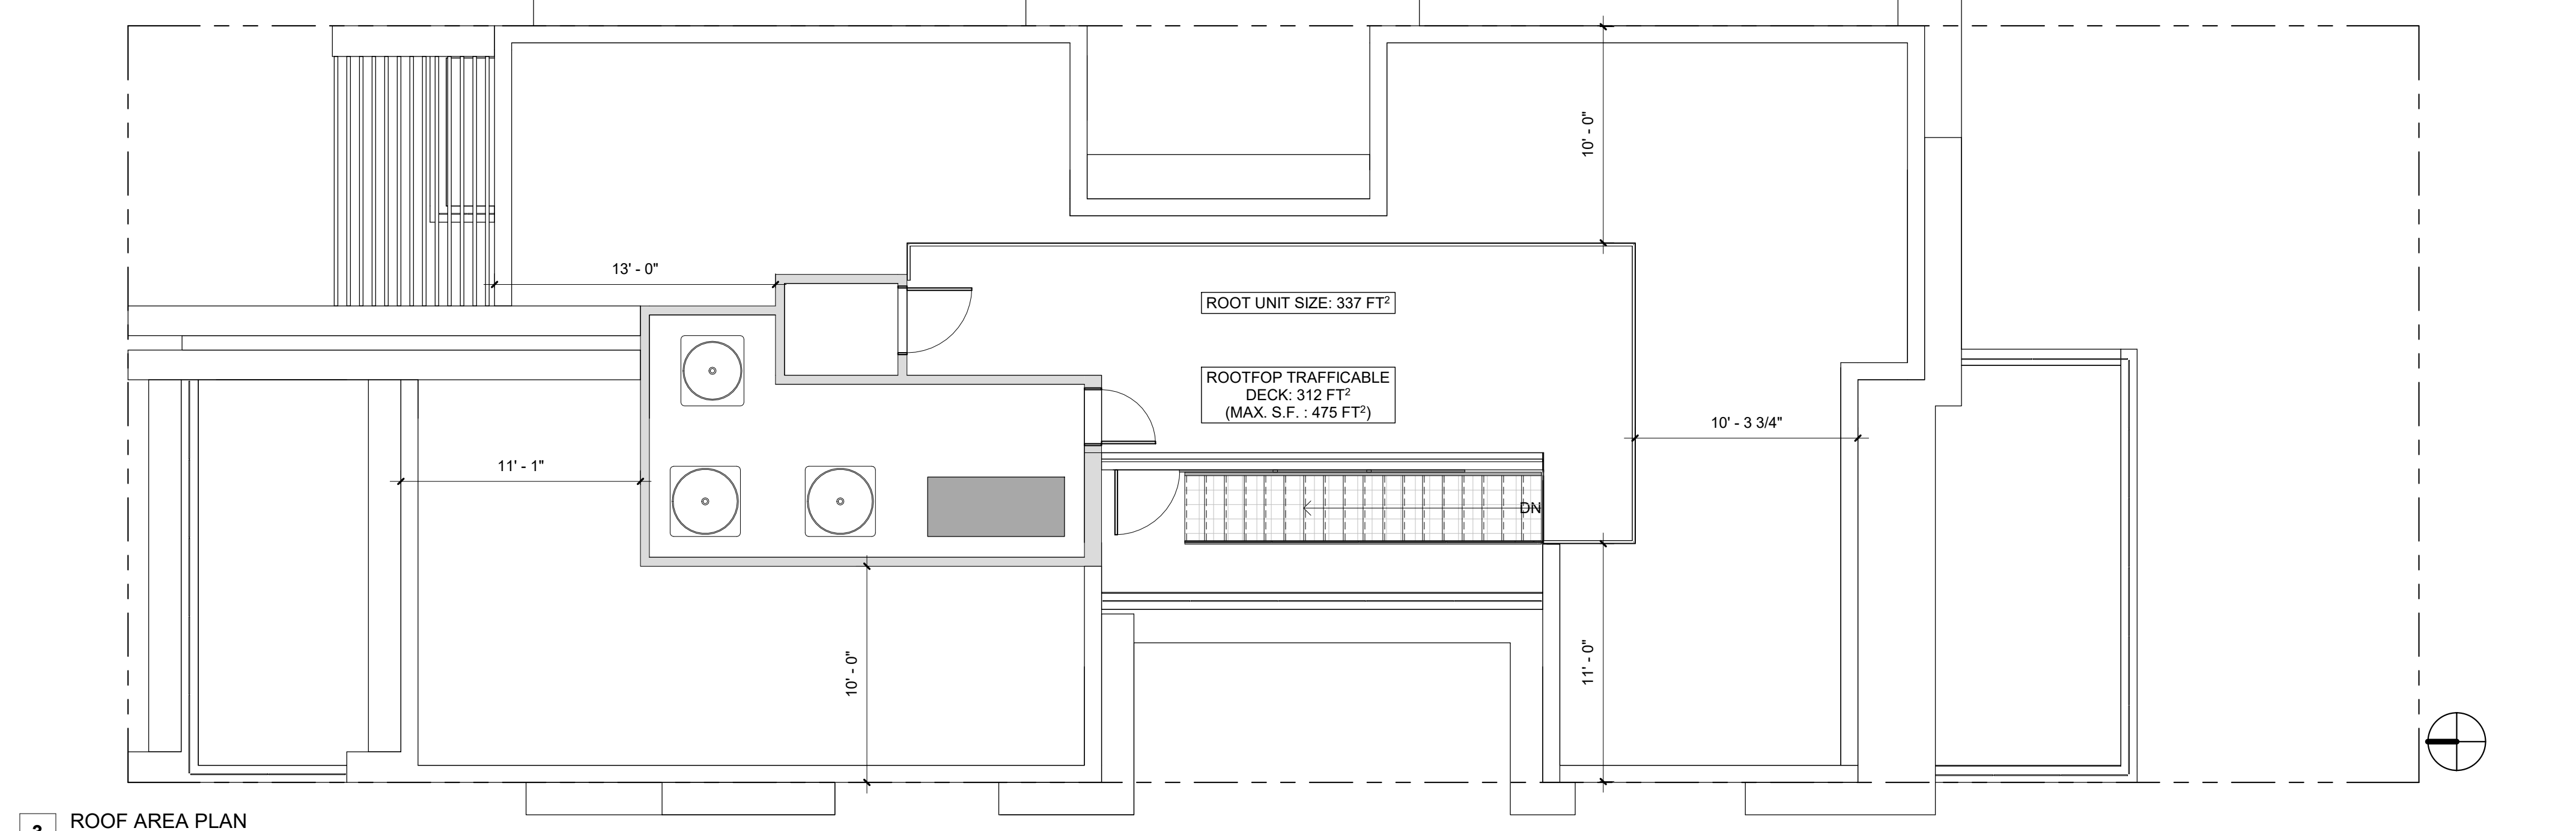 10' - 0"
13' - 0"
ROOT UNIT SIZE: 337 FT²
ROOTFOP TRAFFICABLE
DECK: 312 FT²
(MAX. S.F. : 475 FT²)
10' - 3 3/4"
11' - 1"
DN
10' - 0"
11' - 0"
ROOF AREA PLAN